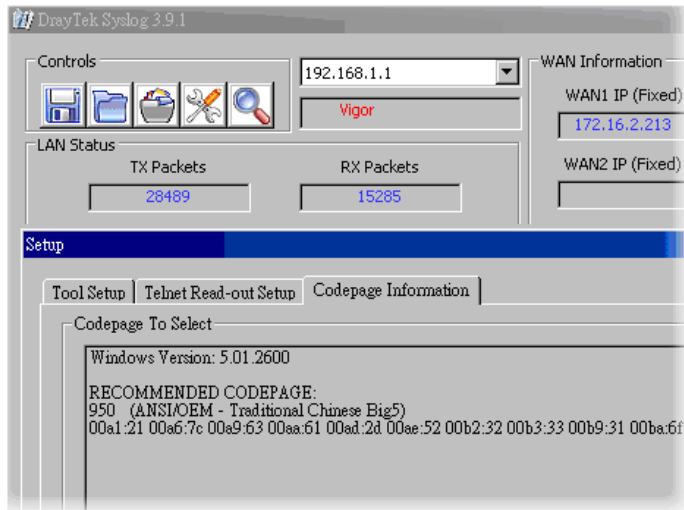 DrayTek Syslog 3.9.1
Controls
192.168.1.1
Vigor
WAN Information
WAN1 IP (Fixed)
172.16.2.213
WAN2 IP (Fixed)
LAN Status
TX Packets
RX Packets
28489
15285
Setup
Tool Setup
Telnet Read-out Setup
Codepage Information
Codepage To Select
Windows Version: 5.01.2600
RECOMMENDED CODEPAGE:
950 (ANSI/OEM - Traditional Chinese Big5)
00a1:21 00a6:7c 00a9:63 00aa:61 00ad:2d 00ae:52 00b2:32 00b3:33 00b9:31 00ba:6f